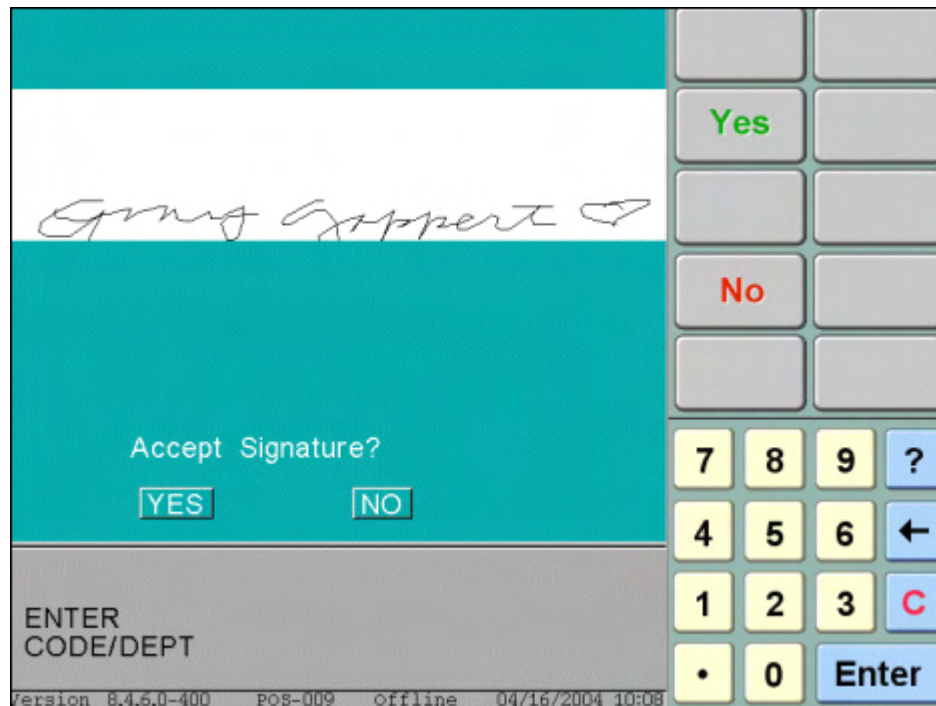 Goppert
Accept Signature?
YES NO
ENTER
CODE/DEPT
Version 8.4.6.0-400 POS-009 Offline 04/16/2004 10:08
Yes
No
7 8 9 ?
4 5 6 ←
1 2 3 C
. 0 Enter